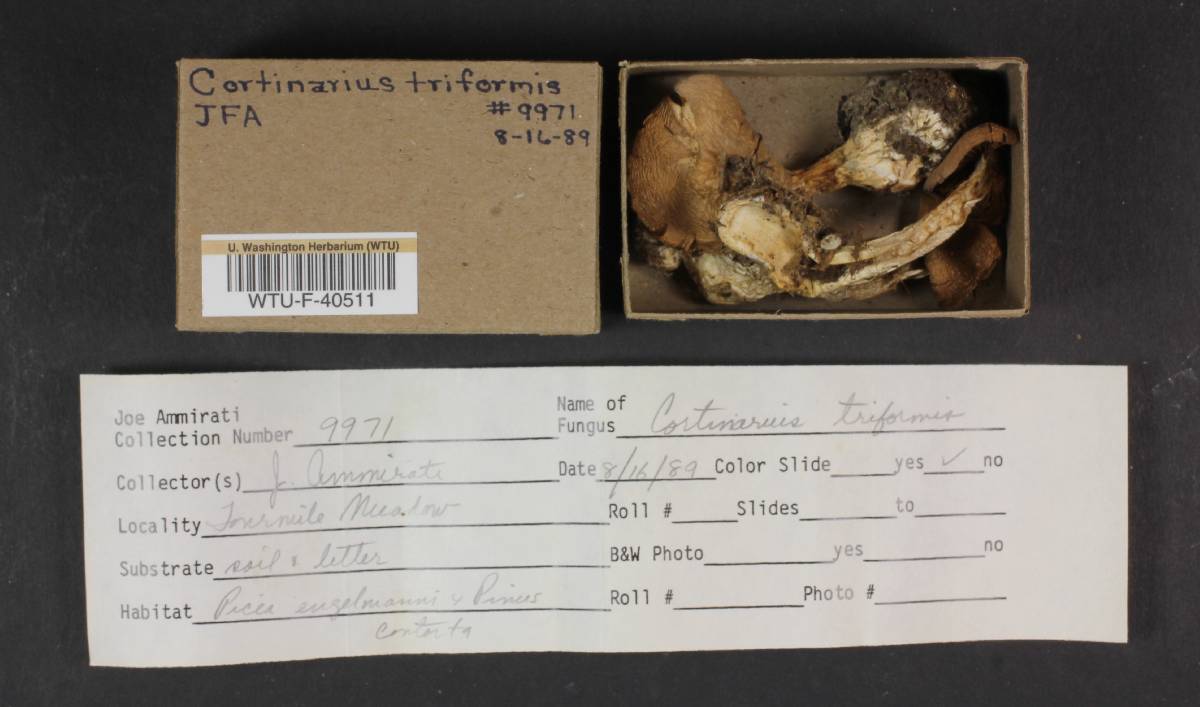 Cortinarius triformis
JFA #9971
8-16-89
U. Washington Herbarium (WTU)
WTU-F-40511
Joe Ammirati
Collection Number 9971
Name of
Fungus Cortinarius triformis
Collector(s) J. Ammirati
Date 8/16/89 Color Slide yes ✓ no
Locality Fourmile Meadow
Roll # Slides to
Substrate soil & litter
B&W Photo yes no
Habitat Picea engelmanni & Pinus
contorta
Roll # Photo #